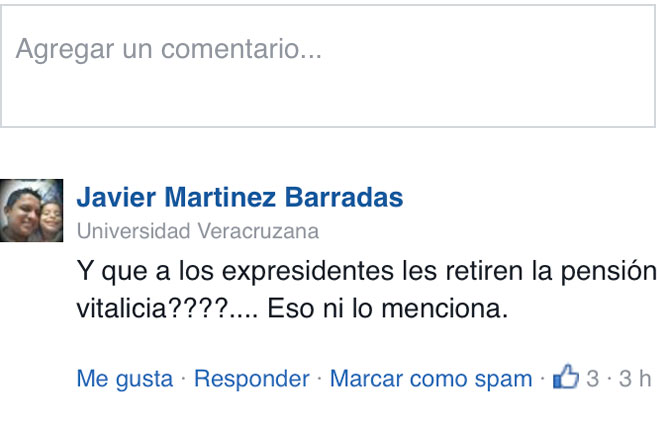 Agregar un comentario...
Javier Martinez Barradas
Universidad Veracruzana
Y que a los expresidentes les retiren la pensión
vitalicia????.... Eso ni lo menciona.
Me gusta · Responder · Marcar como spam · 3 · 3 h